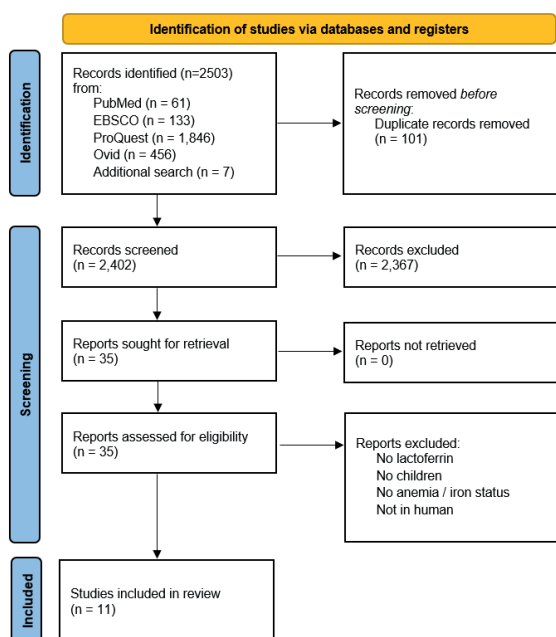 Identification of studies via databases and registers
Identification
Records identified (n=2503)
from:
PubMed (n = 61)
EBSCO (n = 133)
ProQuest (n = 1,846)
Ovid (n = 456)
Additional search (n = 7)
Records removed before
screening:
Duplicate records removed
(n = 101)
Screening
Records screened
(n = 2,402)
Records excluded
(n = 2,367)
Reports sought for retrieval
(n = 35)
Reports not retrieved
(n = 0)
Reports assessed for eligibility
(n = 35)
Reports excluded:
No lactoferrin
No children
No anemia / iron status
Not in human
Included
Studies included in review
(n = 11)